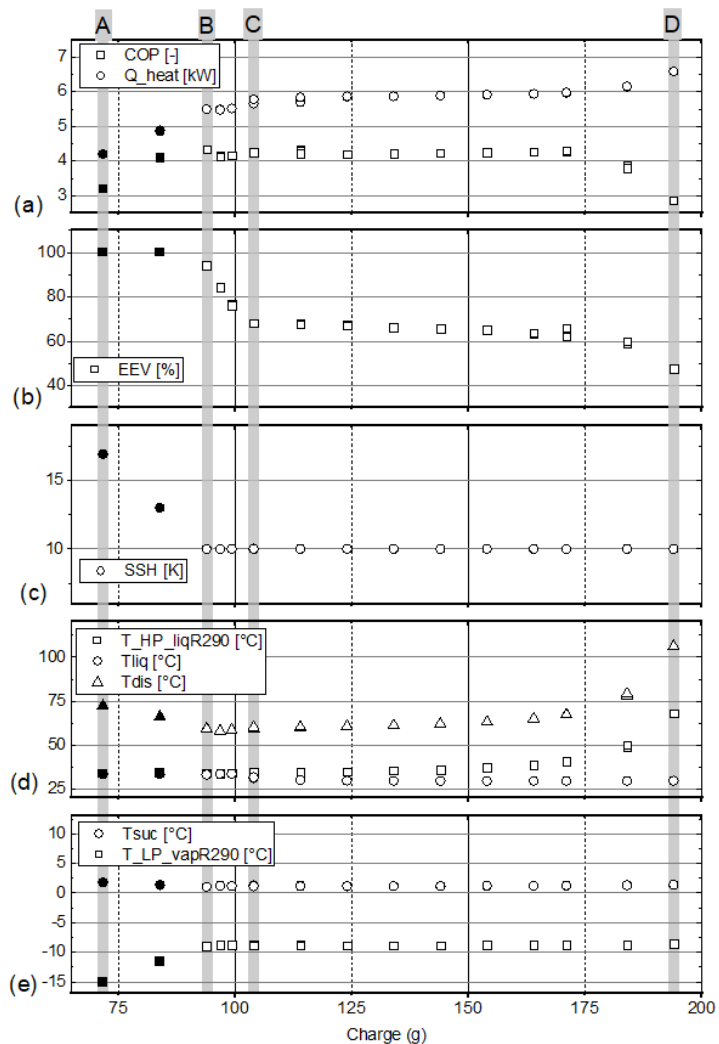 A B C D
7
6
5
4
3
COP [-]
Q_heat [kW]
(a)
100
80
60
40
EEV [%]
(b)
15
10
SSH [K]
(c)
100
75
50
25
T_HP_liqR290 [°C]
Tliq [°C]
Tdis [°C]
(d)
10
5
0
-5
-10
-15
Tsuc [°C]
T_LP_vapR290 [°C]
(e)
75 100 125 150 175 200
Charge (g)